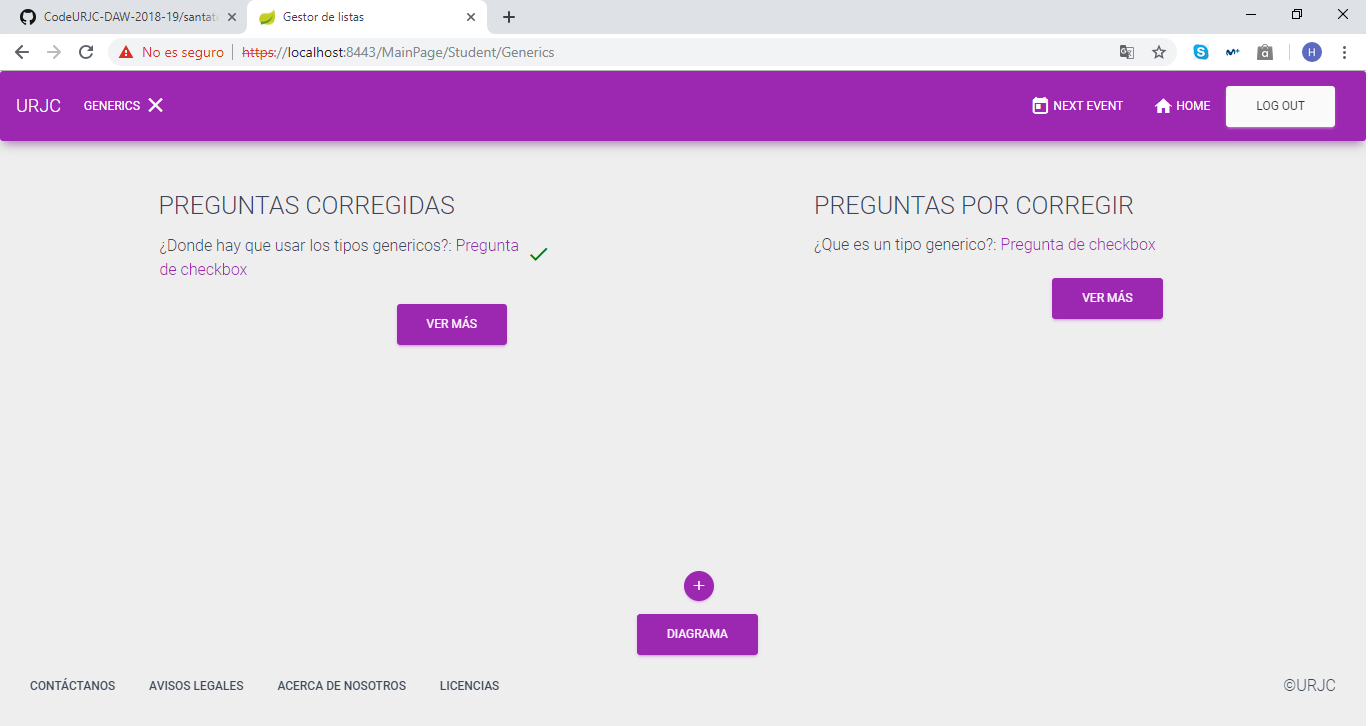 CodeURJC-DAW-2018-19/santat
Gestor de listas
No es seguro
https://localhost:8443/MainPage/Student/Generics
H
URJC
GENERICS
NEXT EVENT
HOME
LOG OUT
PREGUNTAS CORREGIDAS
¿Donde hay que usar los tipos genericos?: Pregunta
de checkbox
VER MÁS
PREGUNTAS POR CORREGIR
¿Que es un tipo generico?: Pregunta de checkbox
VER MÁS
+
DIAGRAMA
CONTÁCTANOS
AVISOS LEGALES
ACERCA DE NOSOTROS
LICENCIAS
©URJC